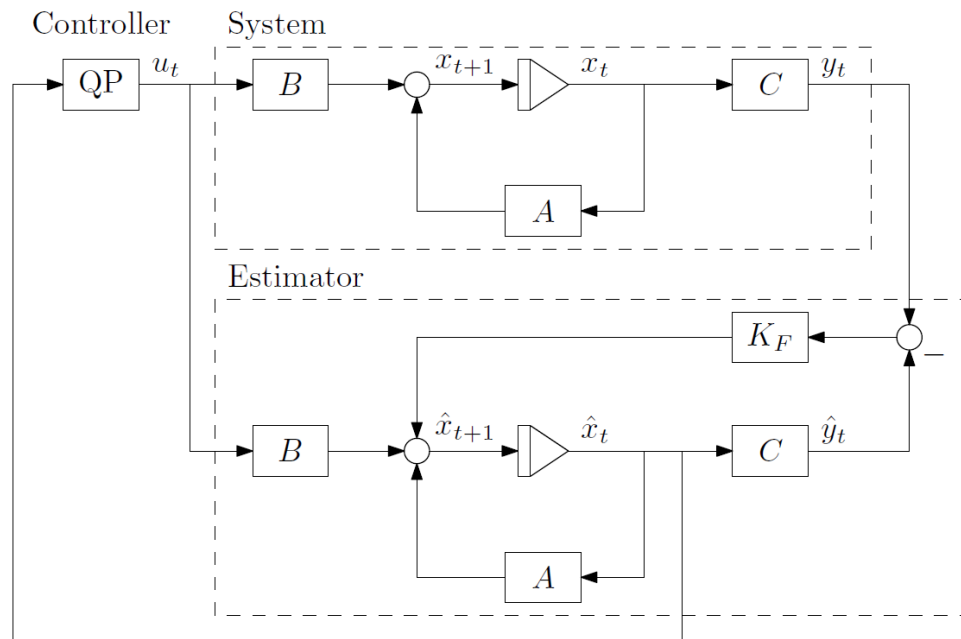 Controller
System
QP
u_t
B
x_{t+1}
x_t
C
y_t
A
Estimator
K_F
−
B
x̂_{t+1}
x̂_t
C
ŷ_t
A